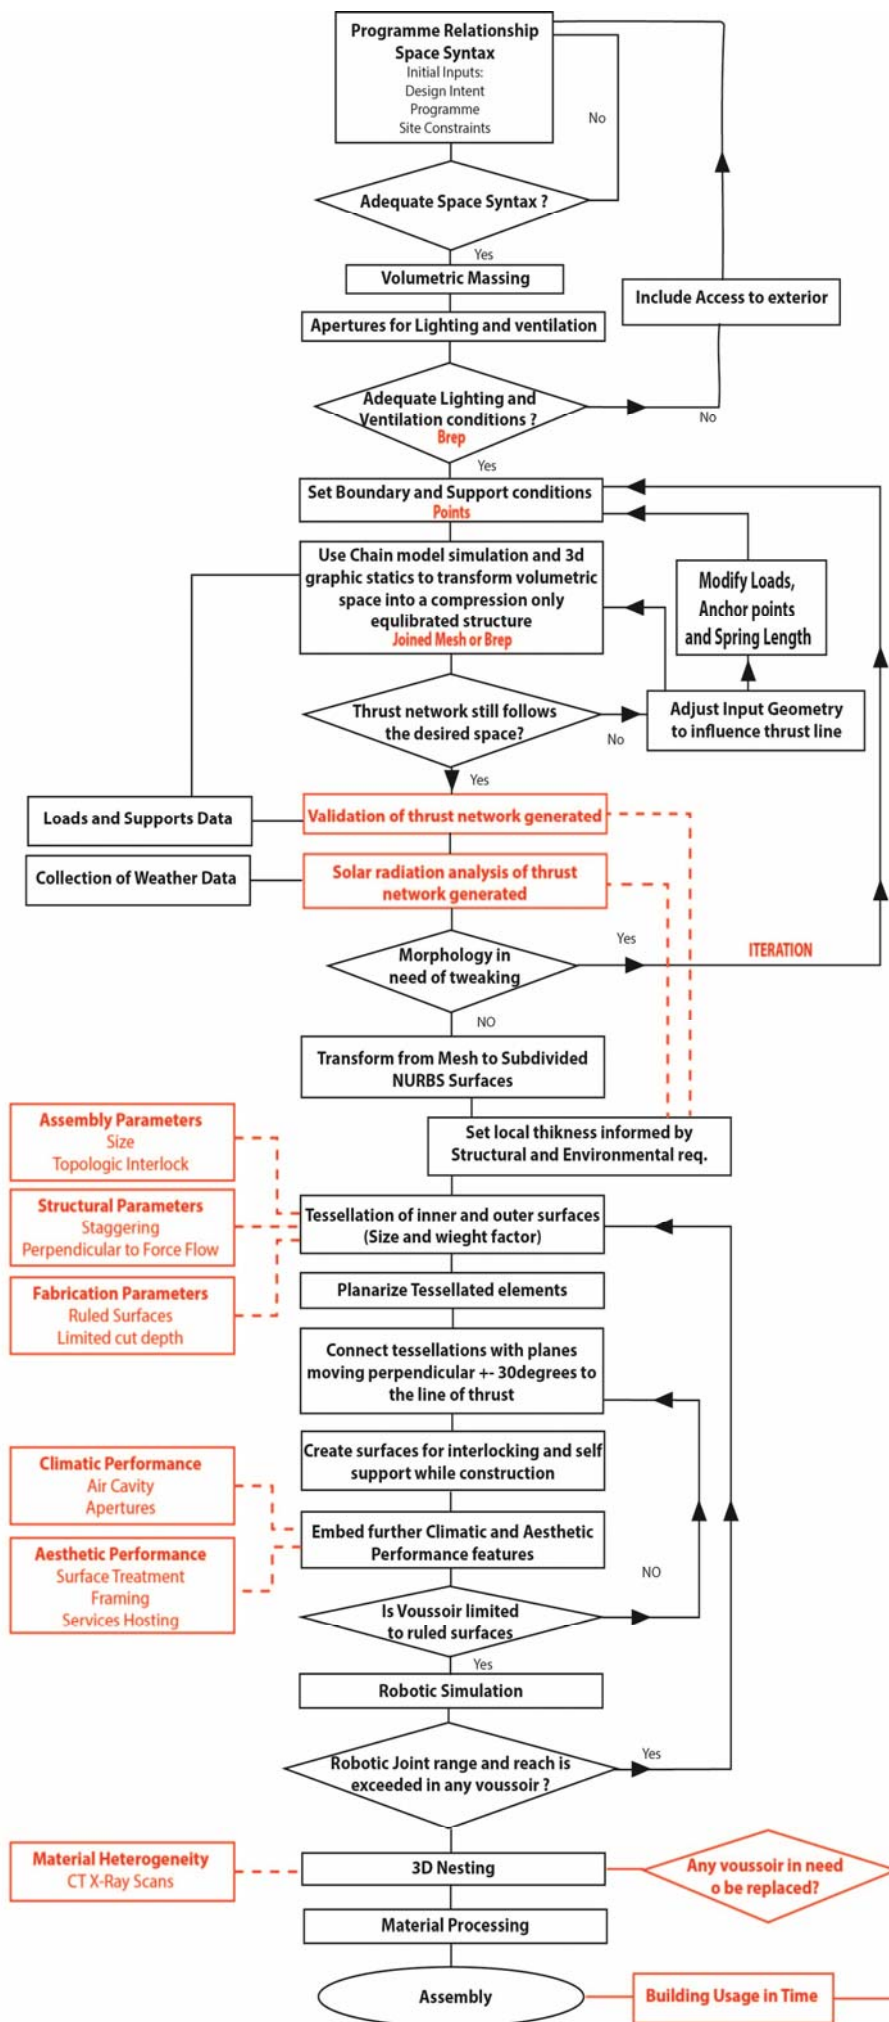 Programme Relationship
Space Syntax
Initial Inputs:
Design Intent
Programme
Site Constraints
No
Adequate Space Syntax ?
Yes
Volumetric Massing
Include Access to exterior
Apertures for Lighting and ventilation
Adequate Lighting and
Ventilation conditions ?
Brep
No
Yes
Set Boundary and Support conditions
Points
Use Chain model simulation and 3d
graphic statics to transform volumetric
space into a compression only
equlibrated structure
Joined Mesh or Brep
Modify Loads,
Anchor points
and Spring Length
Thrust network still follows
the desired space?
No
Adjust Input Geometry
to influence thrust line
Yes
Loads and Supports Data
Validation of thrust network generated
Collection of Weather Data
Solar radiation analysis of thrust
network generated
Morphology in
need of tweaking
Yes
ITERATION
NO
Transform from Mesh to Subdivided
NURBS Surfaces
Set local thikness informed by
Structural and Environmental req.
Assembly Parameters
Size
Topologic Interlock
Structural Parameters
Staggering
Perpendicular to Force Flow
Fabrication Parameters
Ruled Surfaces
Limited cut depth
Tessellation of inner and outer surfaces
(Size and wieght factor)
Planarize Tessellated elements
Connect tessellations with planes
moving perpendicular +- 30degrees to
the line of thrust
Create surfaces for interlocking and self
support while construction
Climatic Performance
Air Cavity
Apertures
Aesthetic Performance
Surface Treatment
Framing
Services Hosting
Embed further Climatic and Aesthetic
Performance features
NO
Is Voussoir limited
to ruled surfaces
Yes
Robotic Simulation
Robotic Joint range and reach is
exceeded in any voussoir ?
Yes
Material Heterogeneity
CT X-Ray Scans
3D Nesting
Any voussoir in need
o be replaced?
Material Processing
Assembly
Building Usage in Time